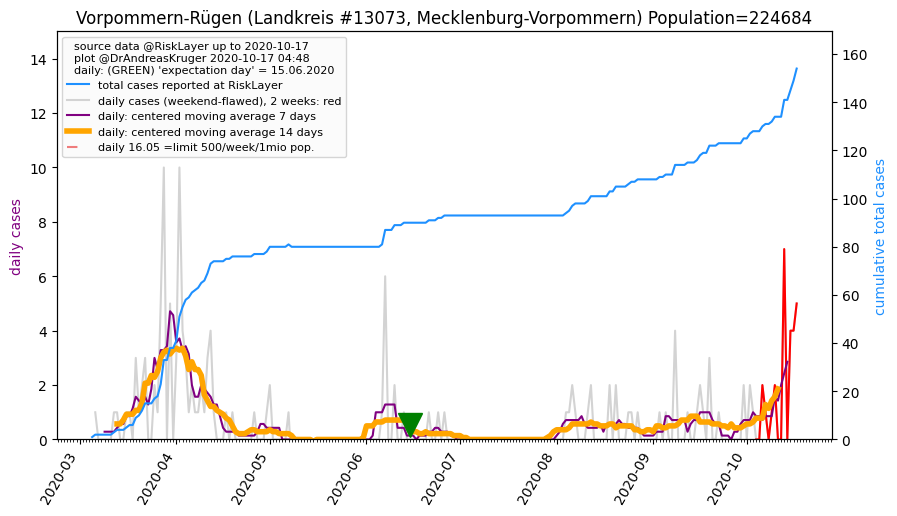 Vorpommern-Rügen (Landkreis #13073, Mecklenburg-Vorpommern) Population=224684
source data @RiskLayer up to 2020-10-17
plot @DrAndreasKruger 2020-10-17 04:48
daily: (GREEN) 'expectation day' = 15.06.2020
total cases reported at RiskLayer
daily cases (weekend-flawed), 2 weeks: red
daily: centered moving average 7 days
daily: centered moving average 14 days
daily 16.05 =limit 500/week/1mio pop.
daily cases
14
12
10
8
6
4
2
0
cumulative total cases
160
140
120
100
80
60
40
20
0
2020-03
2020-04
2020-05
2020-06
2020-07
2020-08
2020-09
2020-10